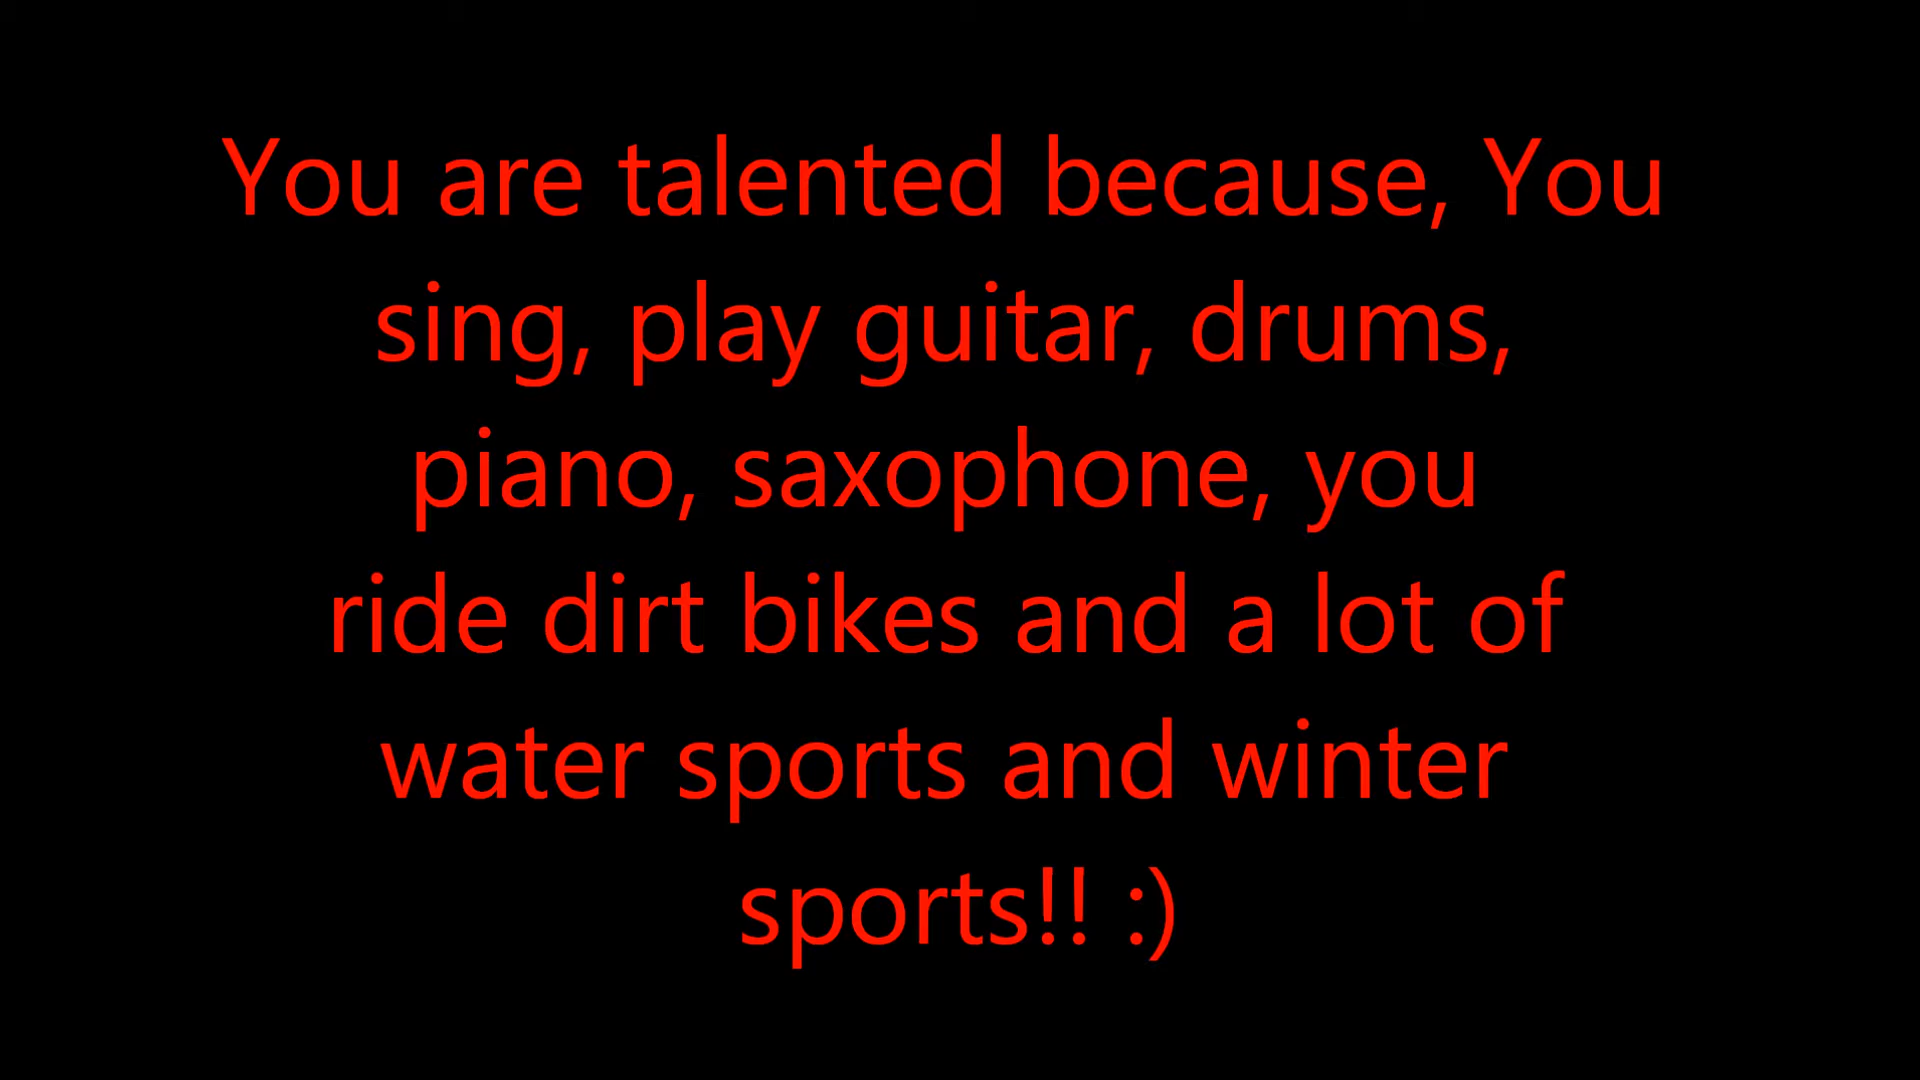 You are talented because, You
sing, play guitar, drums,
piano, saxophone, you
ride dirt bikes and a lot of
water sports and winter
sports!! :)